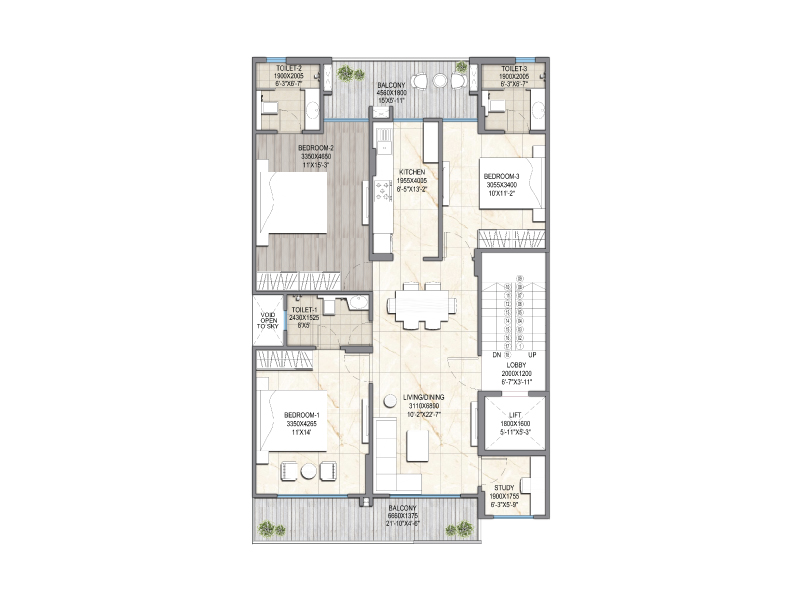 TOILET-2
1900X2005
6'-3"X6'-7"
TOILET-3
1900X2005
6'-3"X6'-7"
BALCONY
4560X1800
15'X5'-11"
BEDROOM-2
3350X4650
11'X15'-3"
KITCHEN
1955X4005
6'-5"X13'-2"
BEDROOM-3
3055X3400
10'X11'-2"
VOID
OPEN
TO SKY
TOILET-1
2430X1525
8'X5'
DN
UP
LOBBY
2000X1200
6'-7"X3'-11"
LIVING/DINING
3110X6890
10'-2"X22'-7"
BEDROOM-1
3350X4265
11'X14'
LIFT
1800X1600
5'-11"X5'-3"
STUDY
1900X1755
6'-3"X5'-9"
BALCONY
6660X1375
21'-10"X4'-6"